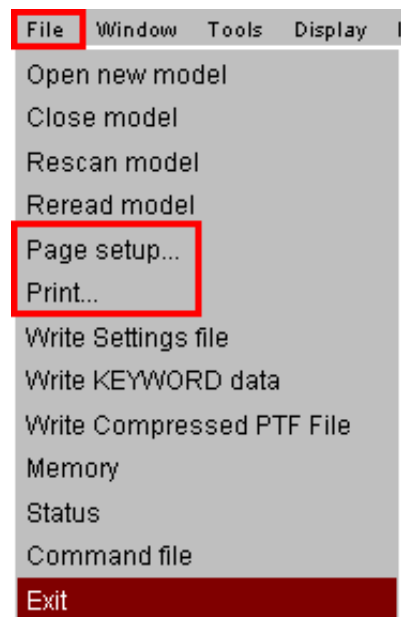 File Window Tools Display
Open new model
Close model
Rescan model
Reread model
Page setup...
Print...
Write Settings file
Write KEYWORD data
Write Compressed PTF File
Memory
Status
Command file
Exit